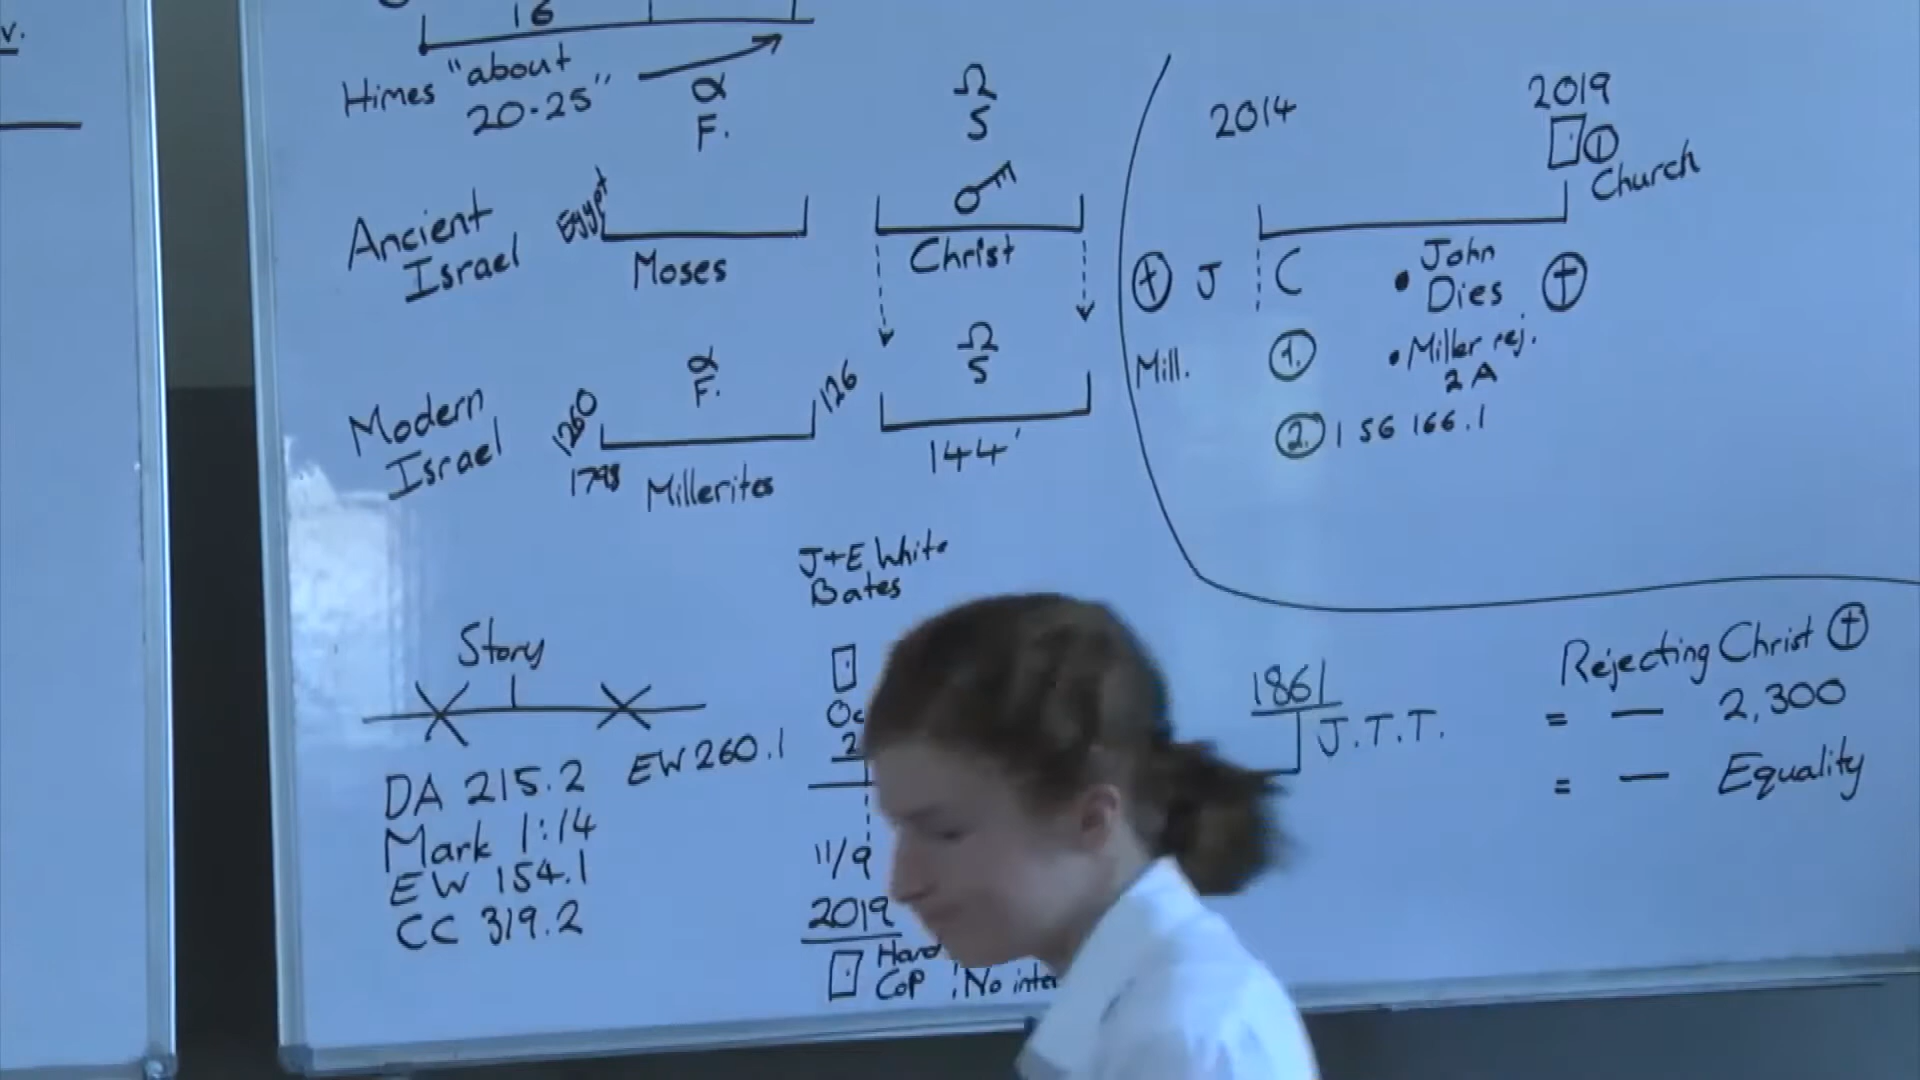 v.
16
Himes "about
20-25"
α
F.
Ω
S
Ancient
Israel
Egypt
Moses
Christ
Modern
Israel
1260
1798
α
F.
126
Millerites
Ω
S
144'
2014
2019
1
Church
J
C
• John
Dies
Mill.
1.
• Miller rej.
2 A
2. 1 SG 166.1
Story
DA 215.2
EW 260.1
Mark 1:14
EW 154.1
CC 319.2
J+E White
Bates
11/9
2019
Hard
CoP
No
1861
J.T.T.
Rejecting Christ
= — 2,300
= — Equality